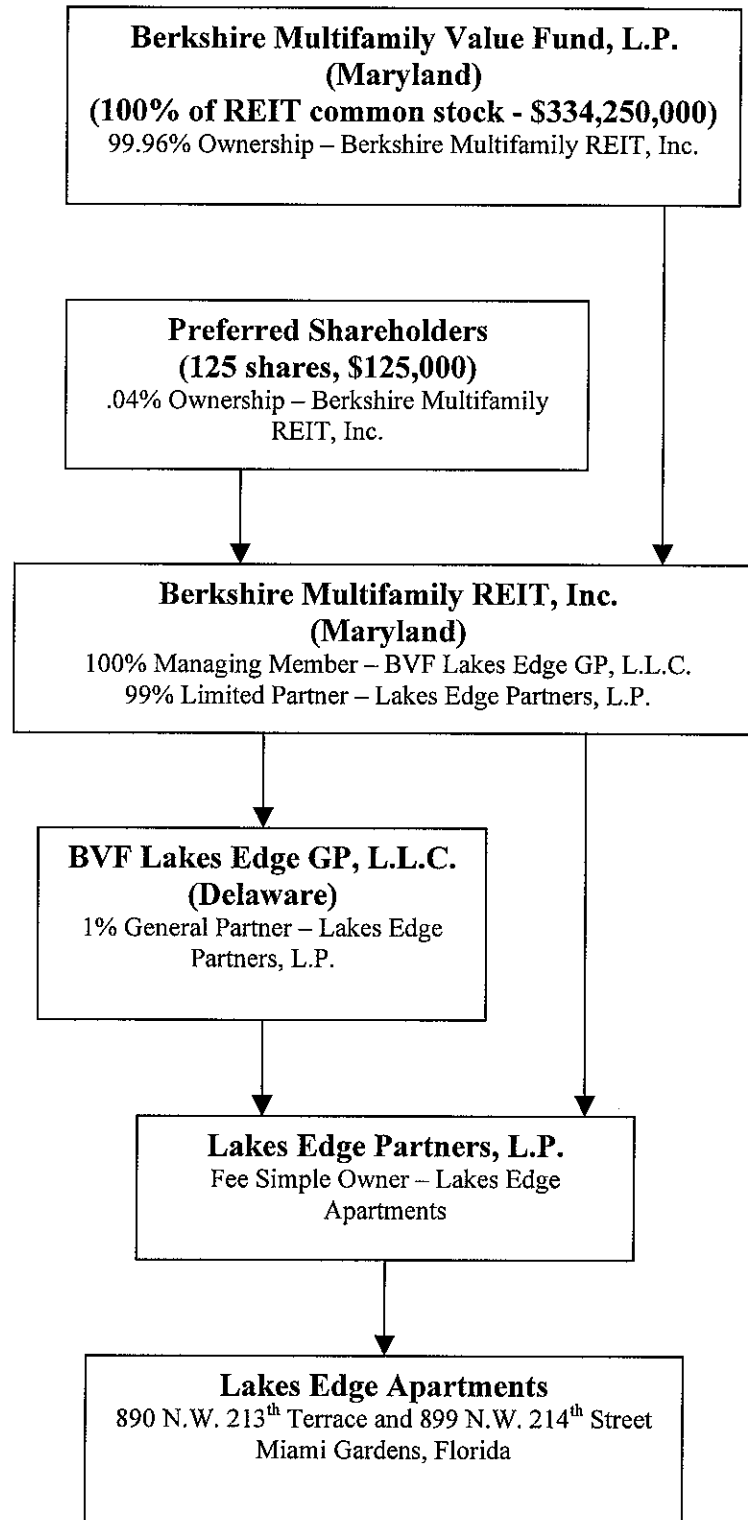 Berkshire Multifamily Value Fund, L.P.
(Maryland)
(100% of REIT common stock - $334,250,000)
99.96% Ownership – Berkshire Multifamily REIT, Inc.
Preferred Shareholders
(125 shares, $125,000)
.04% Ownership – Berkshire Multifamily
REIT, Inc.
Berkshire Multifamily REIT, Inc.
(Maryland)
100% Managing Member – BVF Lakes Edge GP, L.L.C.
99% Limited Partner – Lakes Edge Partners, L.P.
BVF Lakes Edge GP, L.L.C.
(Delaware)
1% General Partner – Lakes Edge
Partners, L.P.
Lakes Edge Partners, L.P.
Fee Simple Owner – Lakes Edge
Apartments
Lakes Edge Apartments
890 N.W. 213th Terrace and 899 N.W. 214th Street
Miami Gardens, Florida